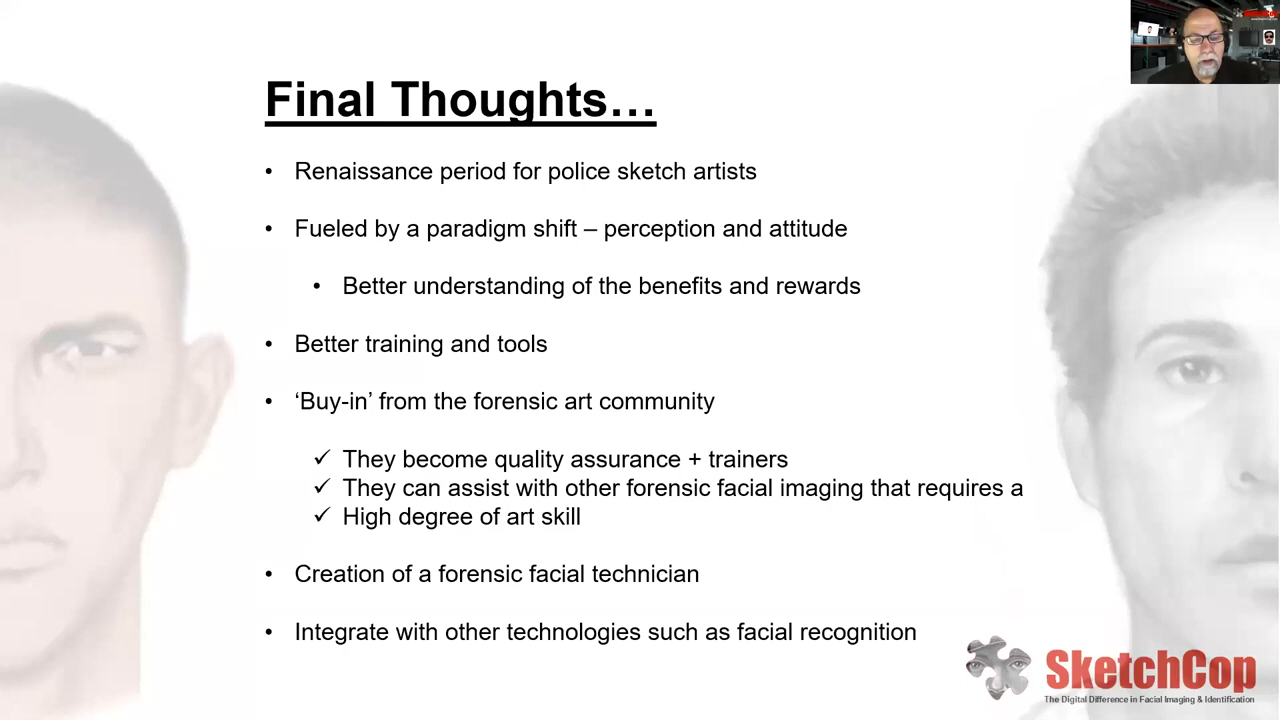 Final Thoughts…
• Renaissance period for police sketch artists
• Fueled by a paradigm shift – perception and attitude
• Better understanding of the benefits and rewards
• Better training and tools
• ‘Buy-in’ from the forensic art community
✓ They become quality assurance + trainers
✓ They can assist with other forensic facial imaging that requires a
✓ High degree of art skill
• Creation of a forensic facial technician
• Integrate with other technologies such as facial recognition
SketchCop
The Digital Difference in Facial Imaging & Identification